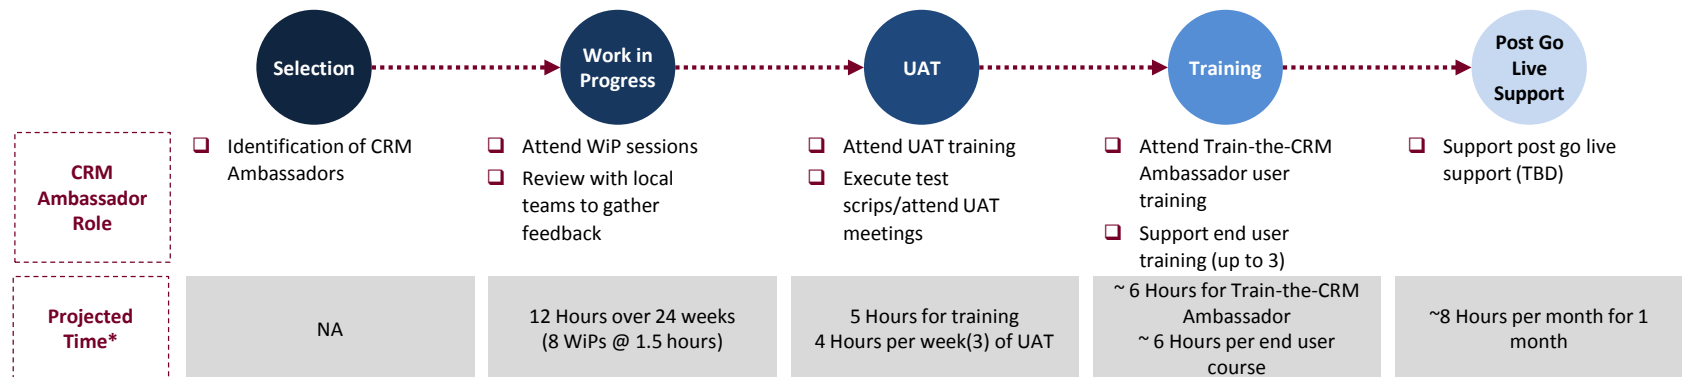 Selection
Work in
Progress
UAT
Training
Post Go
Live
Support
CRM
Ambassador
Role
Identification of CRM
Ambassadors
Attend WiP sessions
Review with local
teams to gather
feedback
Attend UAT training
Execute test
scrips/attend UAT
meetings
Attend Train-the-CRM
Ambassador user
training
Support end user
training (up to 3)
Support post go live
support (TBD)
Projected
Time*
NA
12 Hours over 24 weeks
(8 WiPs @ 1.5 hours)
5 Hours for training
4 Hours per week(3) of UAT
~ 6 Hours for Train-the-CRM
Ambassador
~ 6 Hours per end user
course
~8 Hours per month for 1
month